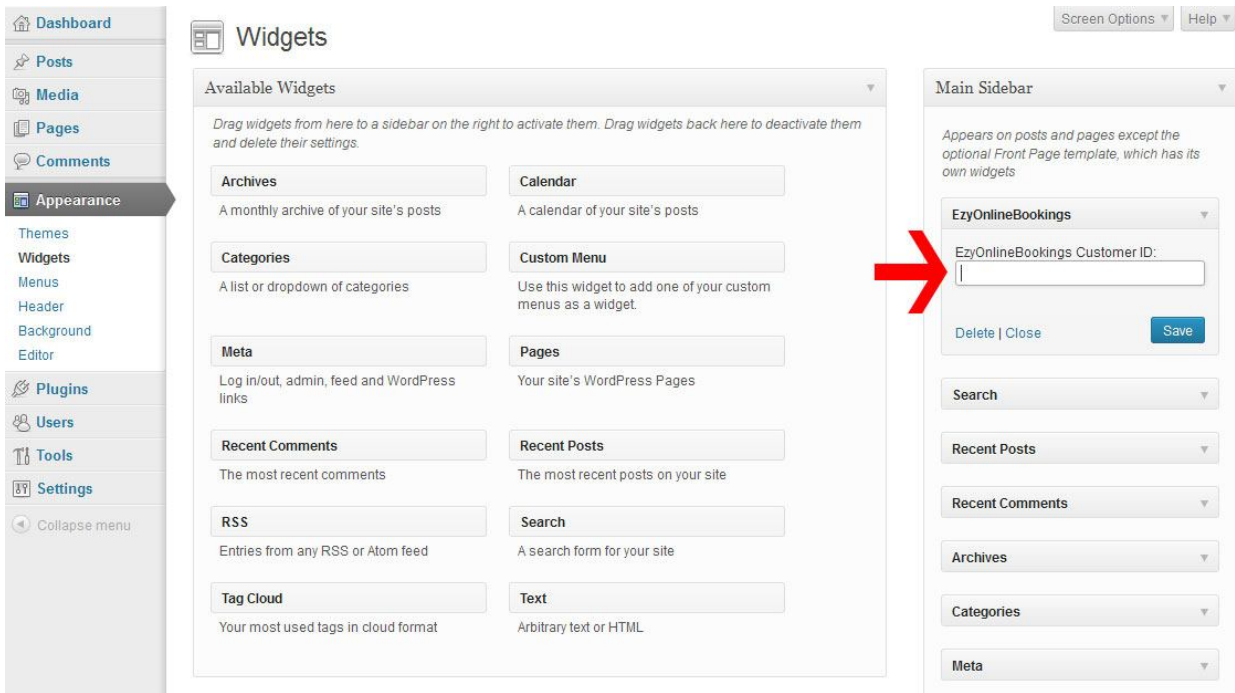 Dashboard
Posts
Media
Pages
Comments
Appearance
Themes
Widgets
Menus
Header
Background
Editor
Plugins
Users
Tools
Settings
Collapse menu
Screen Options
Help
Widgets
Available Widgets
Drag widgets from here to a sidebar on the right to activate them. Drag widgets back here to deactivate them
and delete their settings.
Archives
A monthly archive of your site's posts
Calendar
A calendar of your site's posts
Categories
A list or dropdown of categories
Custom Menu
Use this widget to add one of your custom
menus as a widget.
Meta
Log in/out, admin, feed and WordPress
links
Pages
Your site's WordPress Pages
Recent Comments
The most recent comments
Recent Posts
The most recent posts on your site
RSS
Entries from any RSS or Atom feed
Search
A search form for your site
Tag Cloud
Your most used tags in cloud format
Text
Arbitrary text or HTML
Main Sidebar
Appears on posts and pages except the
optional Front Page template, which has its
own widgets
EzyOnlineBookings
EzyOnlineBookings Customer ID:
Delete | Close
Save
Search
Recent Posts
Recent Comments
Archives
Categories
Meta